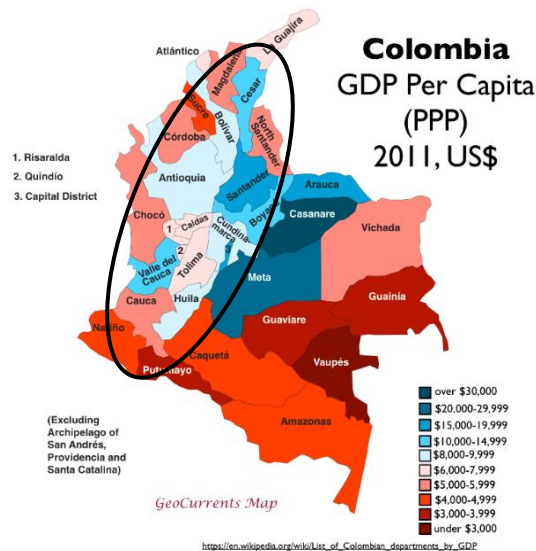 Colombia
GDP Per Capita
(PPP)
2011, US$
La Guajira
Atlántico
Magdalena
Cesar
Sucre
Bolívar
North
Santander
Córdoba
1. Risaralda
2. Quindío
3. Capital District
Antioquia
Santander
Arauca
Boyacá
Casanare
Chocó
Caldas
1
Cundina-
marca
Vichada
2
3
Valle del
Cauca
Tolima
Meta
Cauca
Huila
Guainía
Nariño
Guaviare
Caquetá
Putumayo
Vaupés
Amazonas
over $30,000
$20,000-29,999
$15,000-19,999
$10,000-14,999
$8,000-9,999
$6,000-7,999
$5,000-5,999
$4,000-4,999
$3,000-3,999
under $3,000
(Excluding
Archipelago of
San Andrés,
Providencia and
Santa Catalina)
GeoCurrents Map
https://en.wikipedia.org/wiki/List_of_Colombian_departments_by_GDP